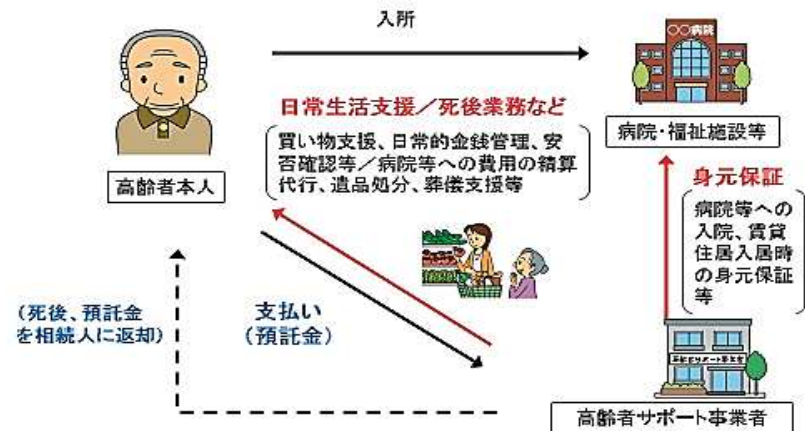 入所
〇〇病院
病院・福祉施設等
高齢者本人
日常生活支援／死後業務など
買い物支援、日常的金銭管理、安
否確認等／病院等への費用の精算
代行、遺品処分、葬儀支援等
身元保証
病院等への
入院、賃貸
住居入居時
の身元保証
等
(死後、預託金
を相続人に返却)
支払い
(預託金)
高齢者サポート事業者